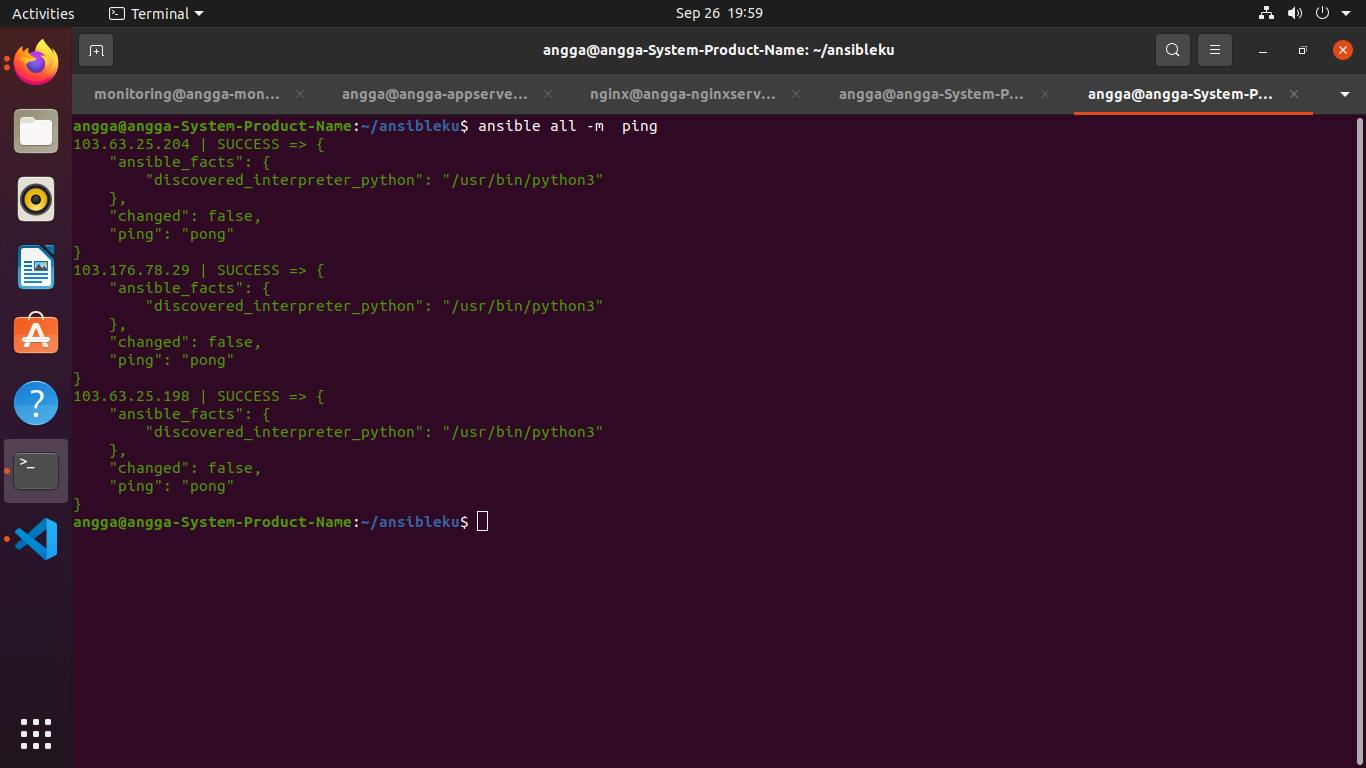 Activities
Terminal
Sep 26 19:59
angga@angga-System-Product-Name: ~/ansibleku
monitoring@angga-mon...
angga@angga-appserve...
nginx@angga-nginxserv...
angga@angga-System-P...
angga@angga-System-P...
angga@angga-System-Product-Name:~/ansibleku$ ansible all -m  ping
103.63.25.204 | SUCCESS => {
    "ansible_facts": {
        "discovered_interpreter_python": "/usr/bin/python3"
    },
    "changed": false,
    "ping": "pong"
}
103.176.78.29 | SUCCESS => {
    "ansible_facts": {
        "discovered_interpreter_python": "/usr/bin/python3"
    },
    "changed": false,
    "ping": "pong"
}
103.63.25.198 | SUCCESS => {
    "ansible_facts": {
        "discovered_interpreter_python": "/usr/bin/python3"
    },
    "changed": false,
    "ping": "pong"
}
angga@angga-System-Product-Name:~/ansibleku$